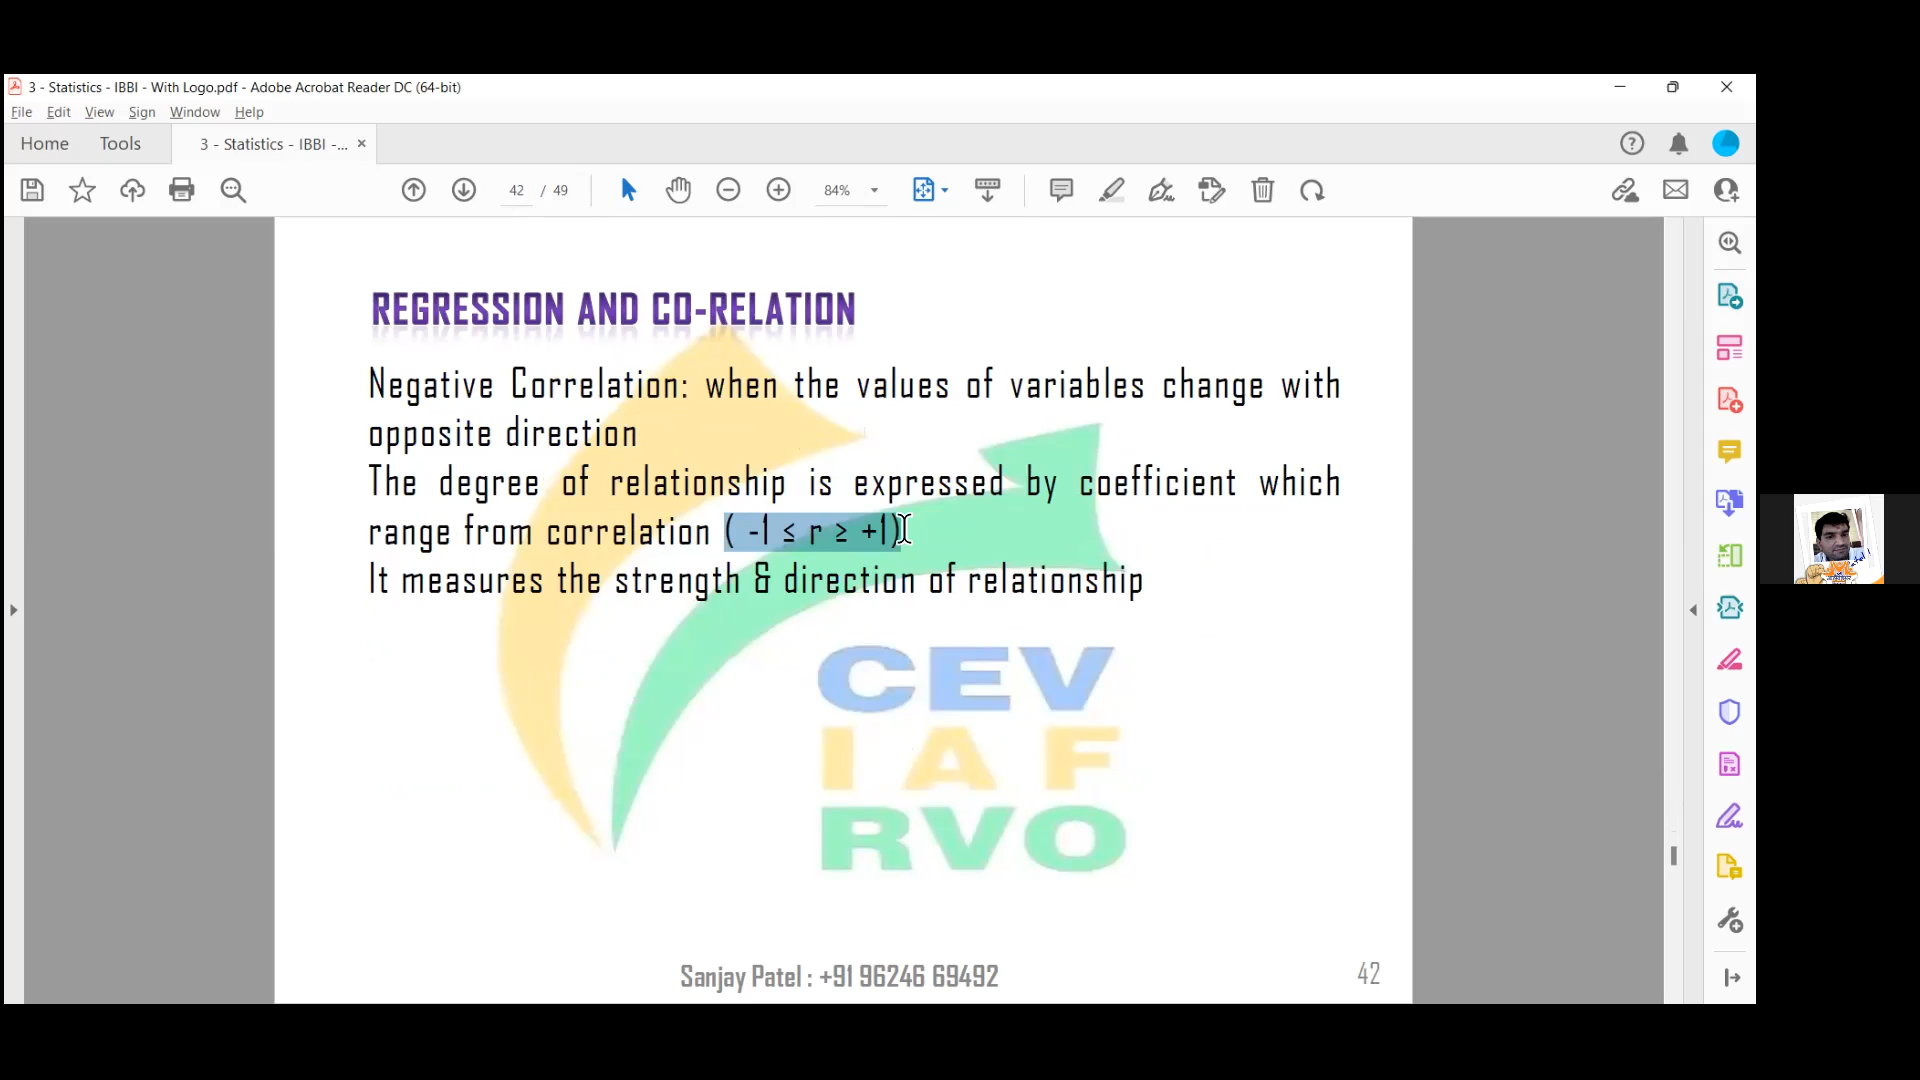 3 - Statistics - IBBI - With Logo.pdf - Adobe Acrobat Reader DC (64-bit)
File Edit View Sign Window Help
Home Tools 3 - Statistics - IBBI -... ×
42 / 49 84%
REGRESSION AND CO-RELATION
Negative Correlation: when the values of variables change with
opposite direction
The degree of relationship is expressed by coefficient which
range from correlation ( -1 ≤ r ≥ +1)
It measures the strength & direction of relationship
CEV
IAF
RVO
Sanjay Patel : +91 96246 69492
42